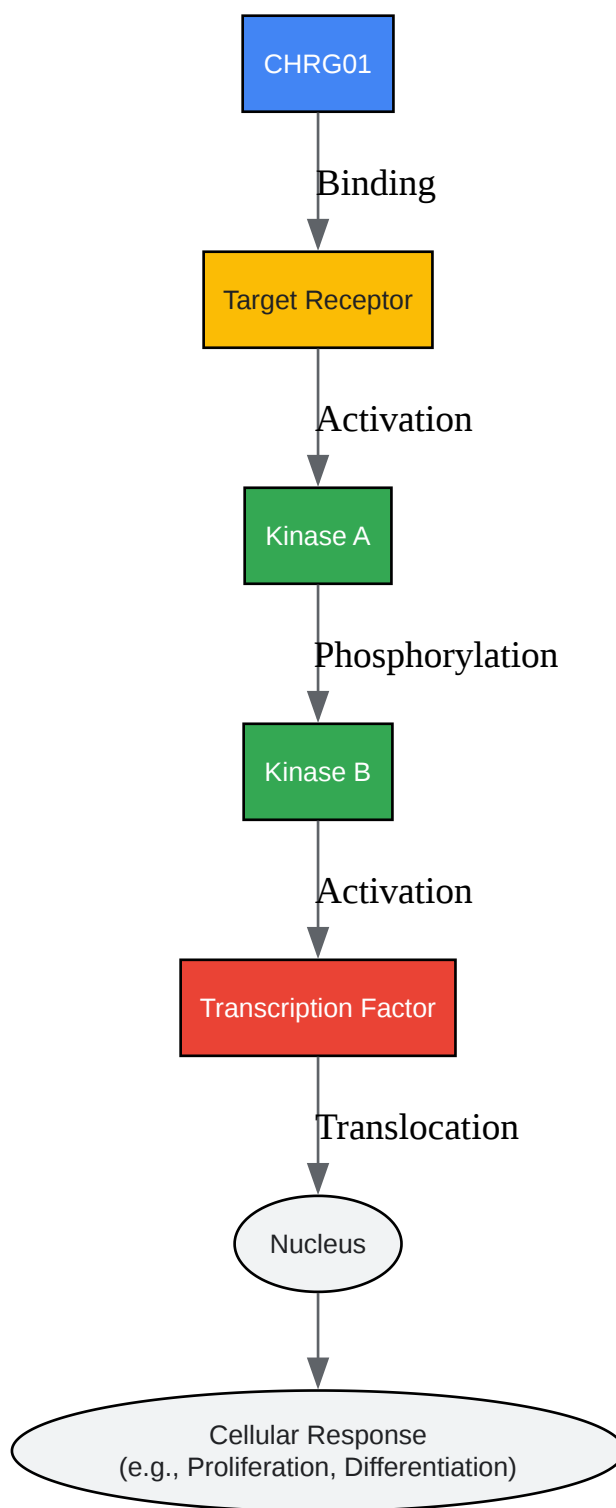 CHRG01
Binding
Target Receptor
Activation
Kinase A
Phosphorylation
Kinase B
Activation
Transcription Factor
Translocation
Nucleus
Cellular Response
(e.g., Proliferation, Differentiation)